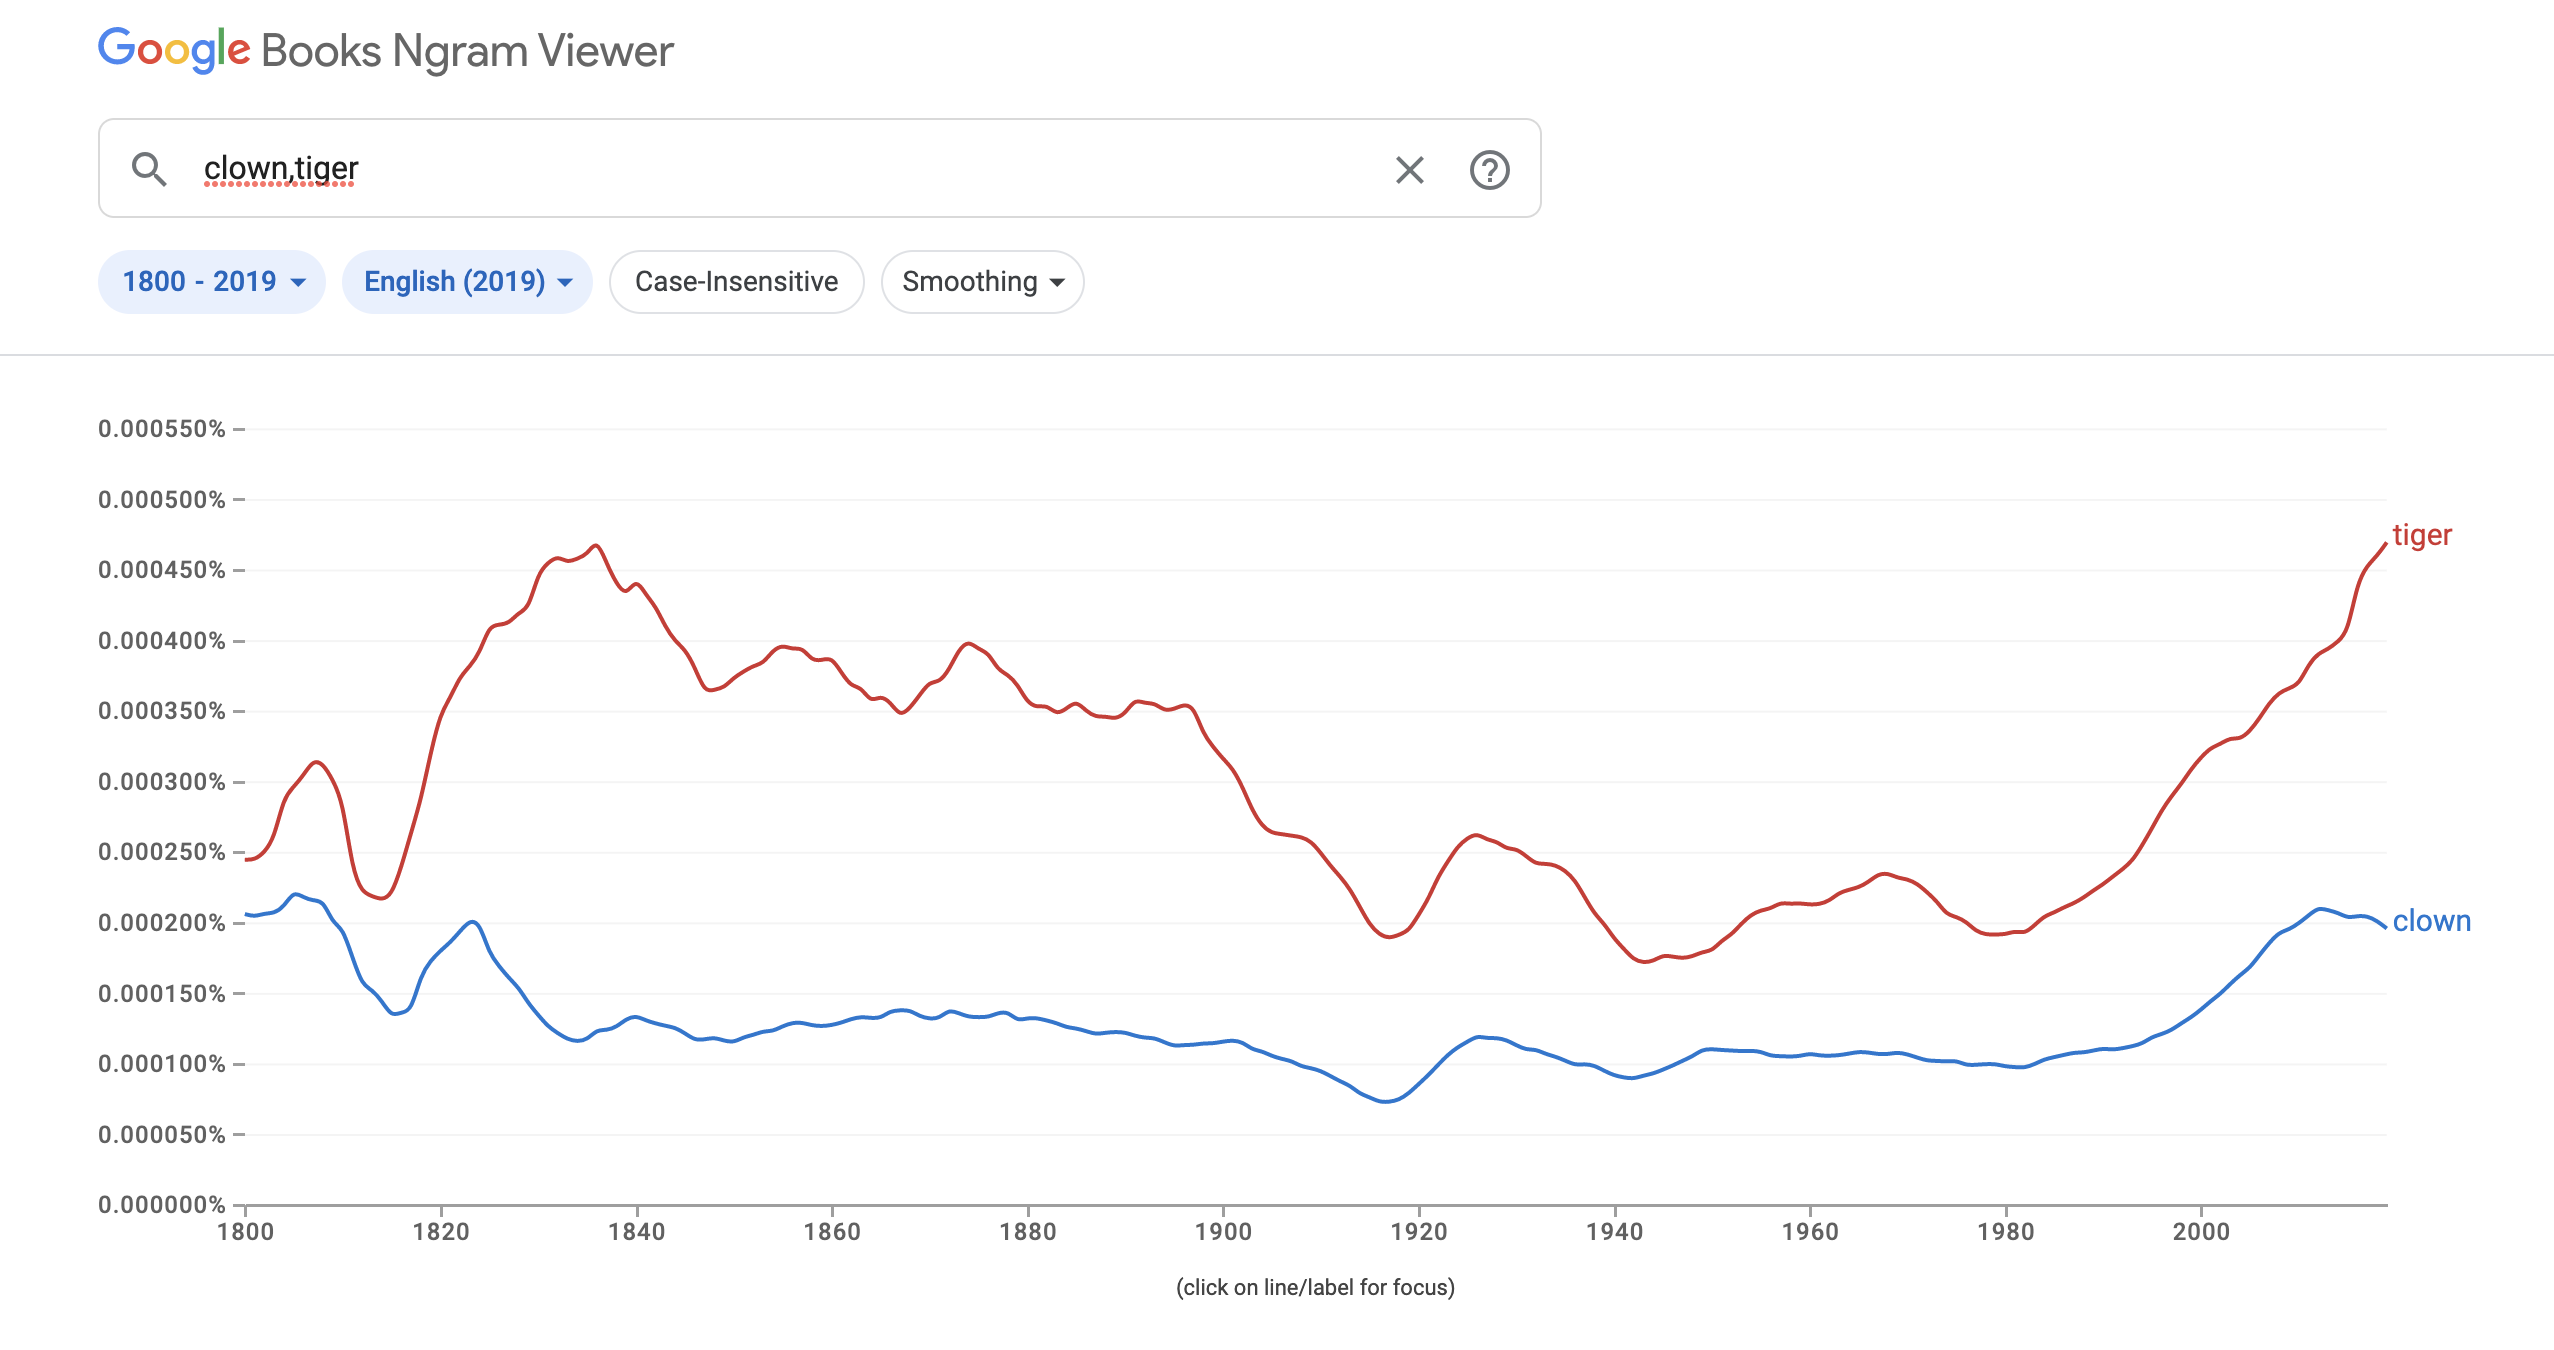 Google Books Ngram Viewer
clown,tiger
1800 - 2019 English (2019) Case-Insensitive Smoothing
0.000550%
0.000500%
tiger
0.000450%
0.000400%
0.000350%
0.000300%
0.000250%
0.000200%
clown
0.000150%
0.000100%
0.000050%
0.000000%
1800 1820 1840 1860 1880 1900 1920 1940 1960 1980 2000
(click on line/label for focus)